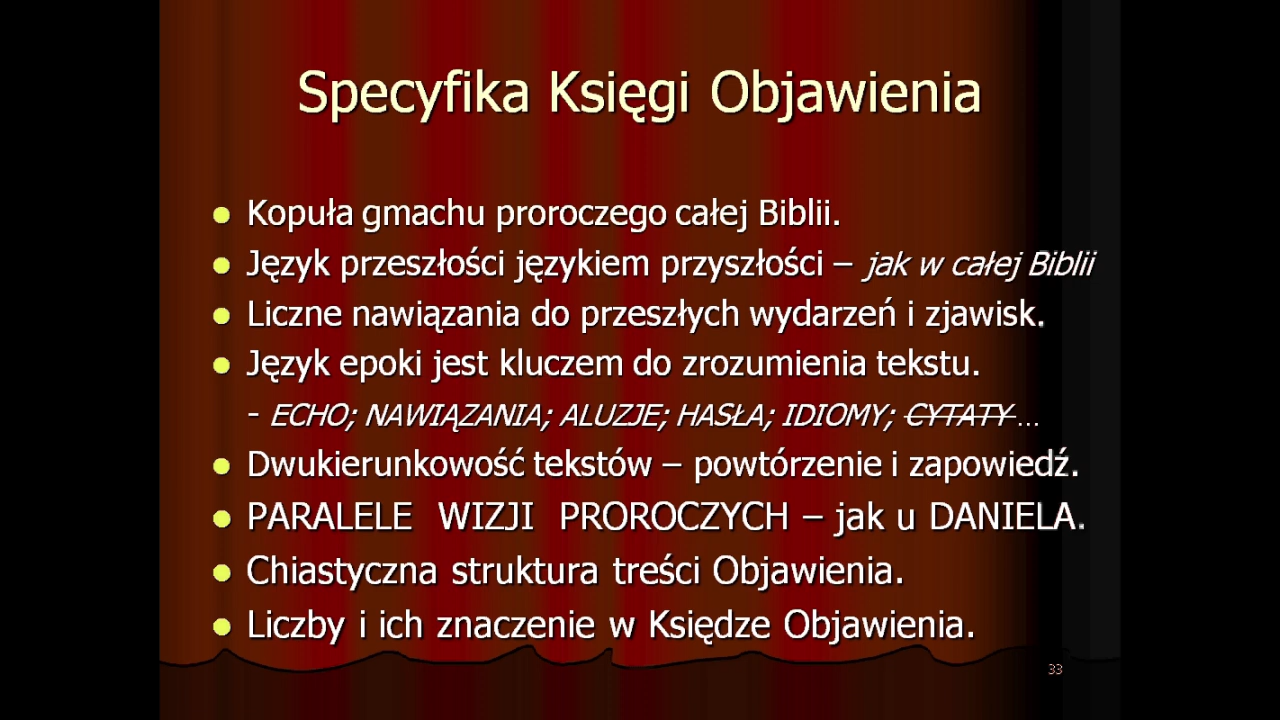 Specyfika Księgi Objawienia
Kopuła gmachu proroczego całej Biblii.
Język przeszłości językiem przyszłości – jak w całej Biblii
Liczne nawiązania do przeszłych wydarzeń i zjawisk.
Język epoki jest kluczem do zrozumienia tekstu.
- ECHO; NAWIĄZANIA; ALUZJE; HASŁA; IDIOMY; CYTATY ...
Dwukierunkowość tekstów – powtórzenie i zapowiedź.
PARALELE WIZJI PROROCZYCH – jak u DANIELA.
Chiastyczna struktura treści Objawienia.
Liczby i ich znaczenie w Księdze Objawienia.
33